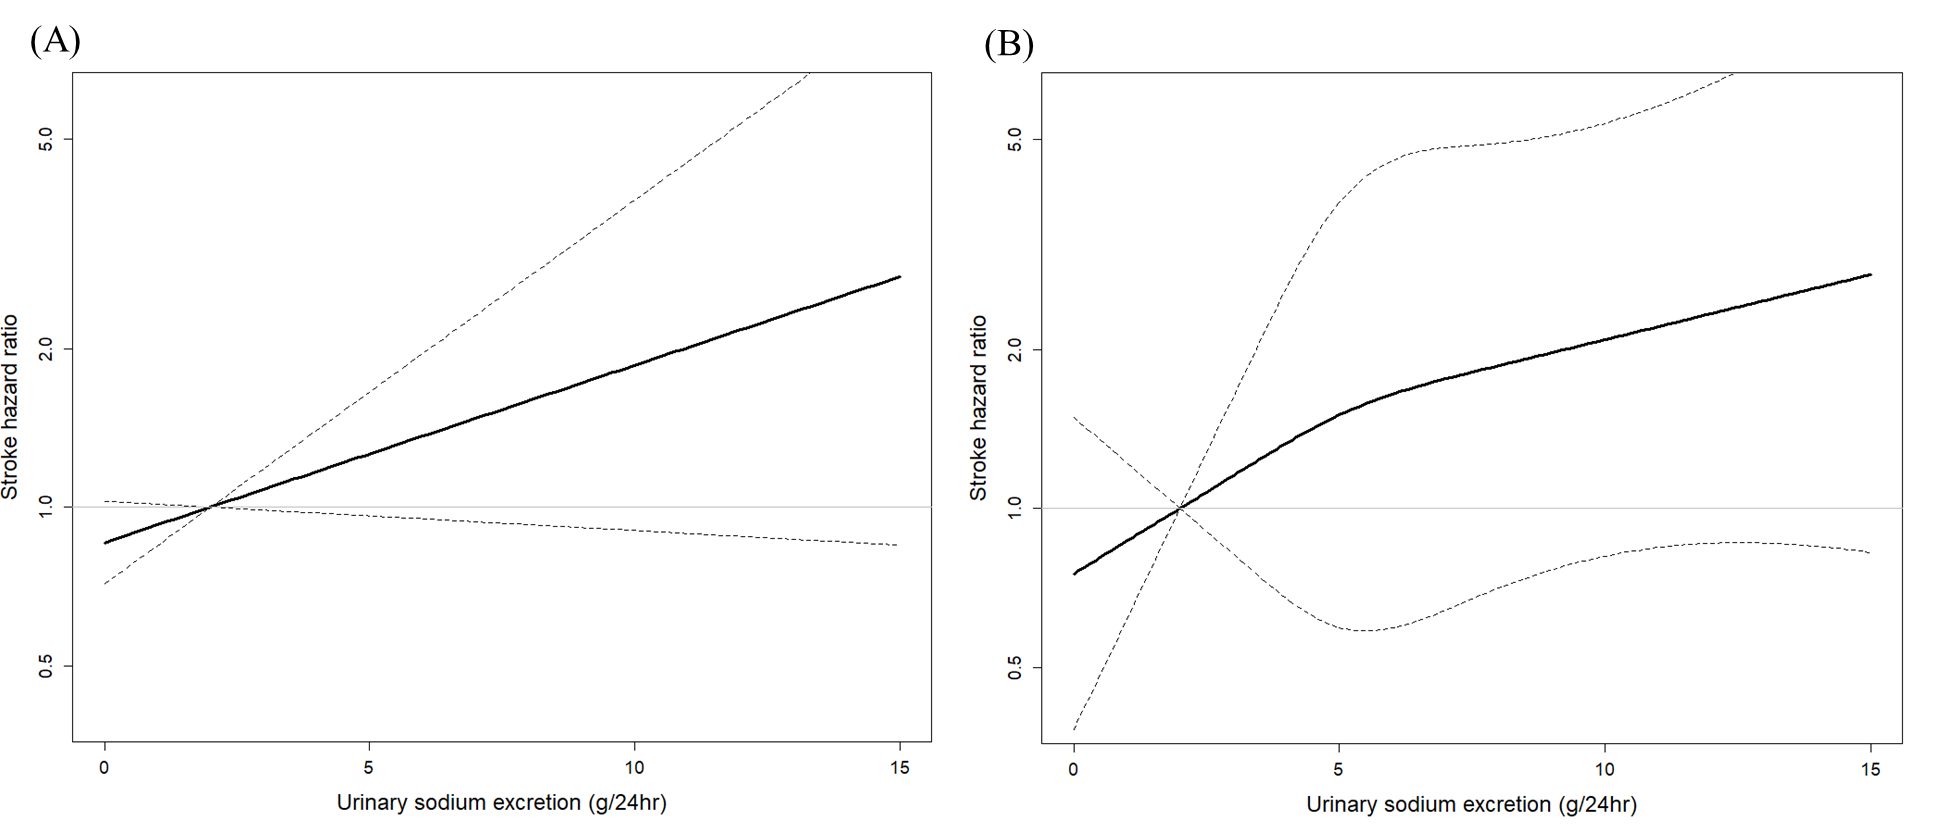 (A)
Stroke hazard ratio
5.0
2.0
1.0
0.5
0 5 10 15
Urinary sodium excretion (g/24hr)
(B)
Stroke hazard ratio
5.0
2.0
1.0
0.5
0 5 10 15
Urinary sodium excretion (g/24hr)